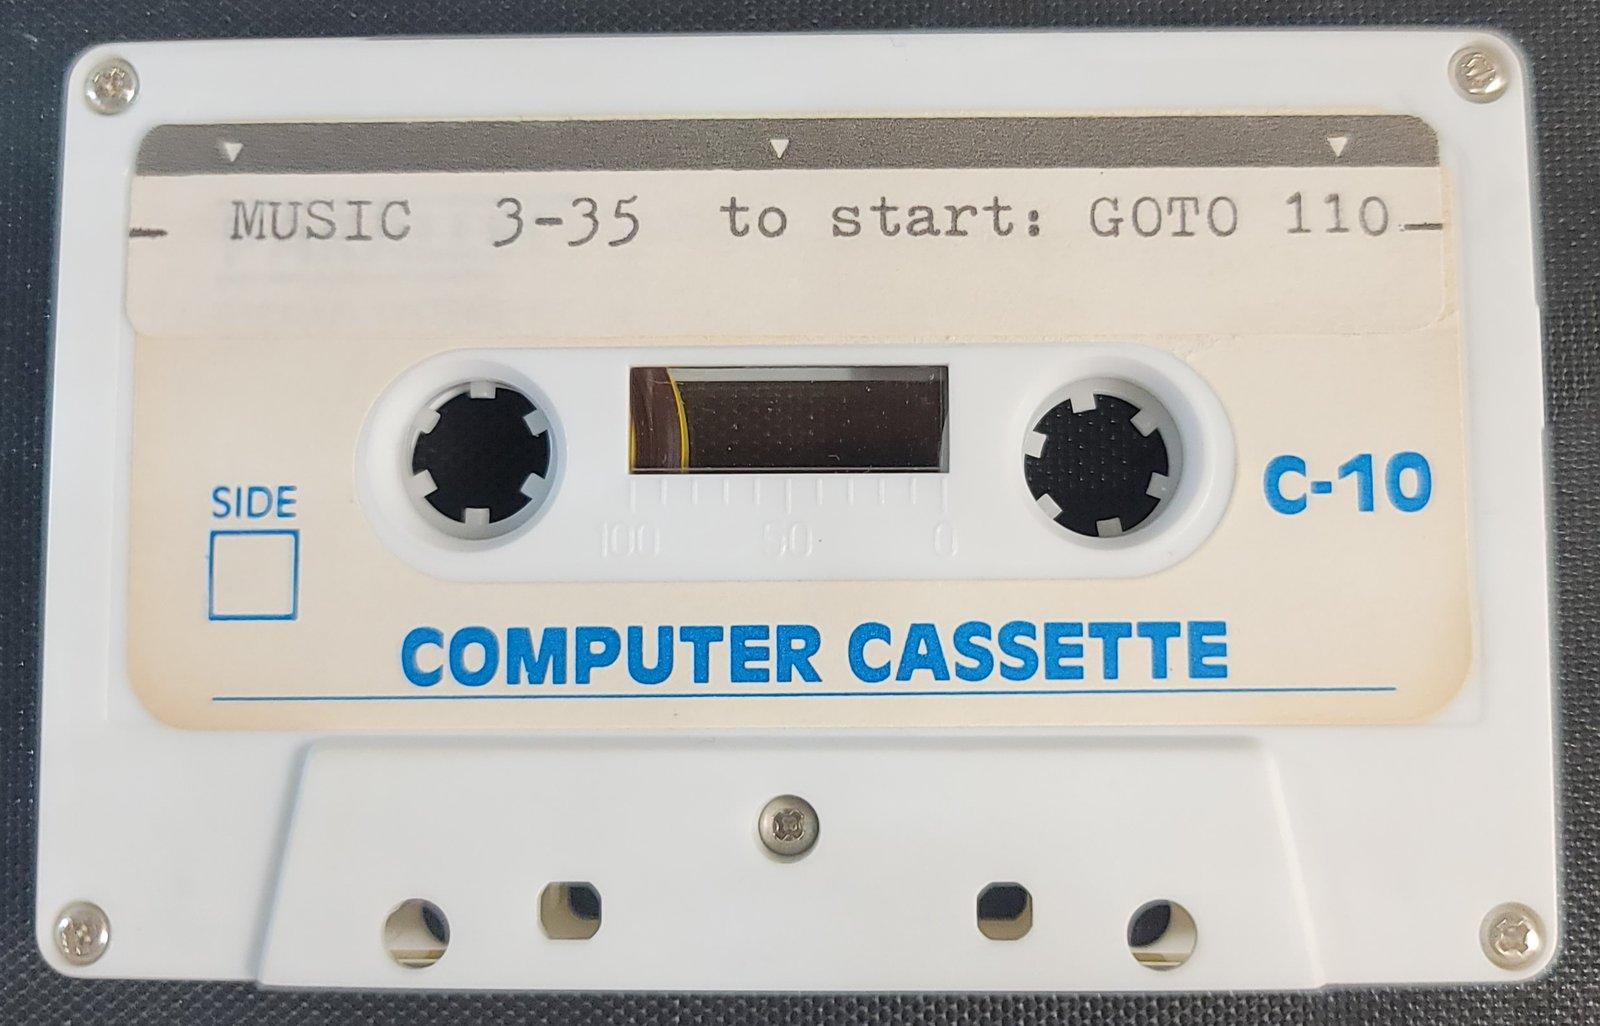 MUSIC 3-35 to start: GOTO 110
SIDE
C-10
100 50 0
COMPUTER CASSETTE